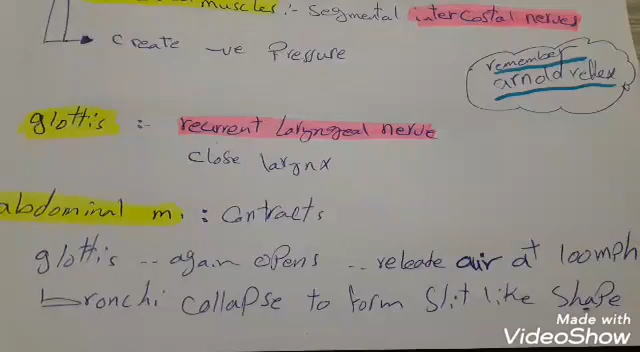 muscles :- Segmental intercostal nerves
create -ve Pressure
remember
arnold reflex
glottis :- recurrent laryngeal nerve
close larynx
abdominal m. : Contracts
glottis -- again opens -- release air at 100mph
bronchi collapse to form slit like shape
Made with
VideoShow